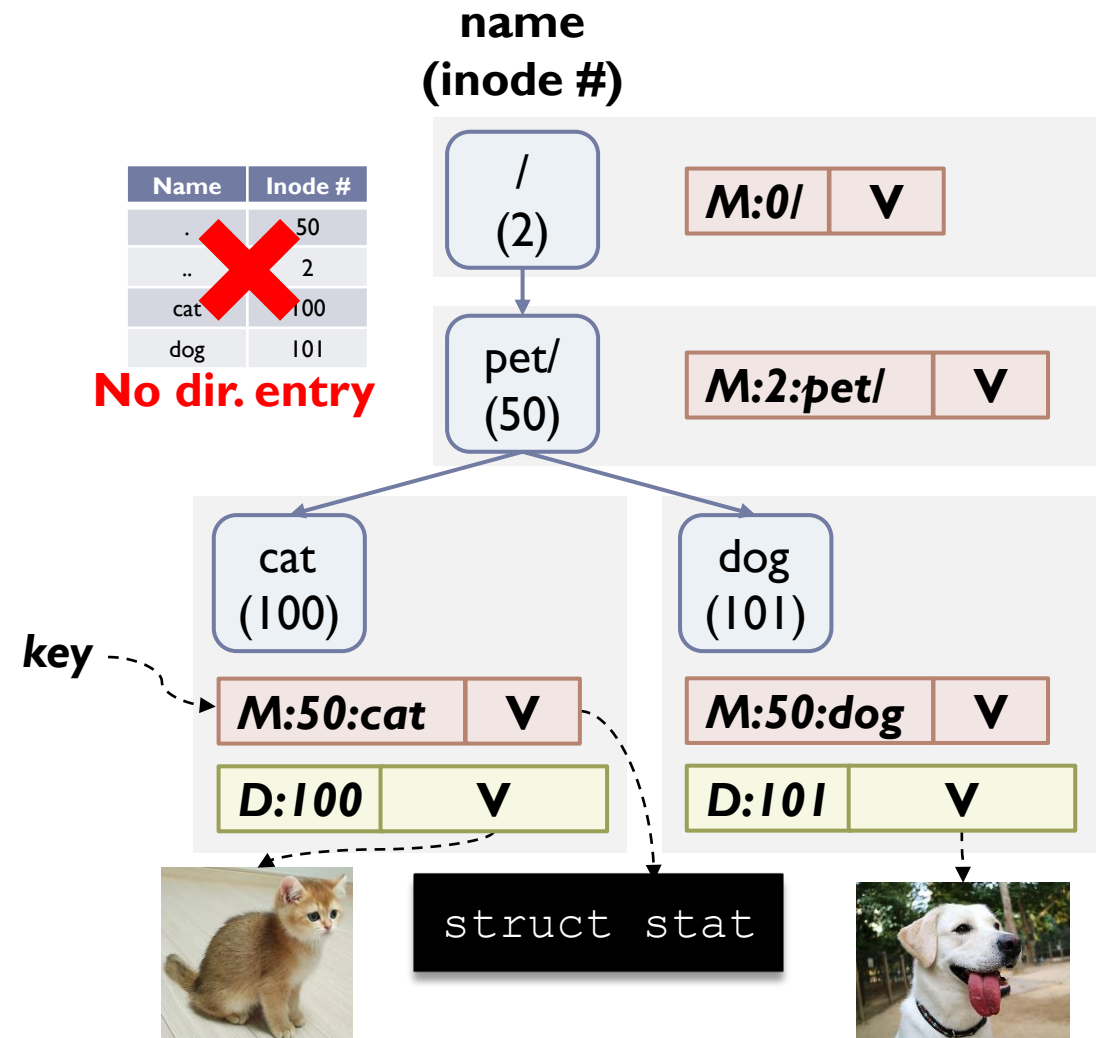 name
(inode #)
/
(2)
M:0/ V
Name Inode #
. 50
.. 2
cat 100
dog 101
No dir. entry
pet/
(50)
M:2:pet/ V
cat
(100)
dog
(101)
key
M:50:cat V
M:50:dog V
D:100 V
D:101 V
struct stat